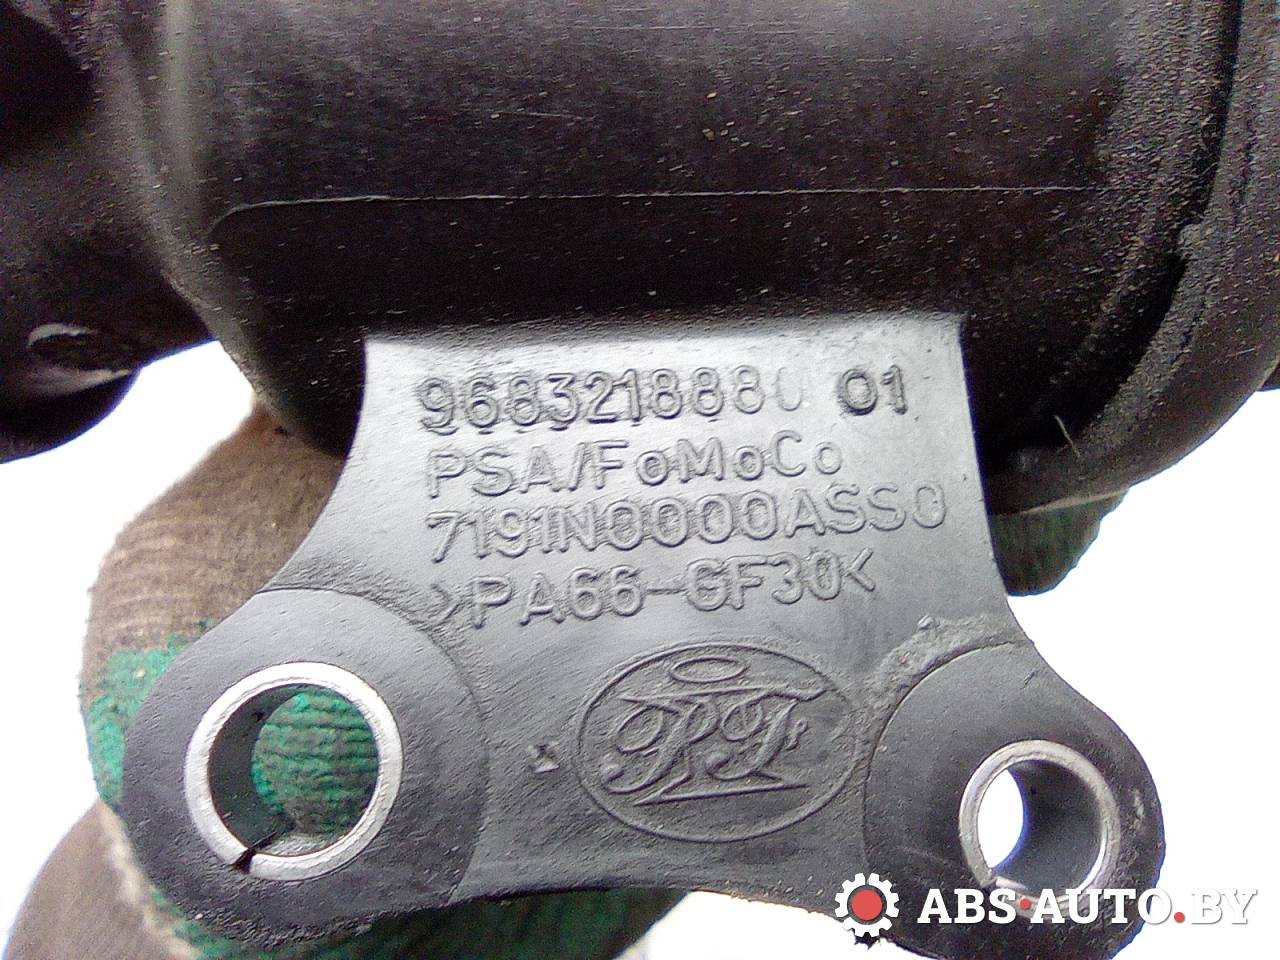 9683218880 01
PSA/FoMoCo
7191N0000ASS0
>PA66-GF30<
ABS-AUTO.BY